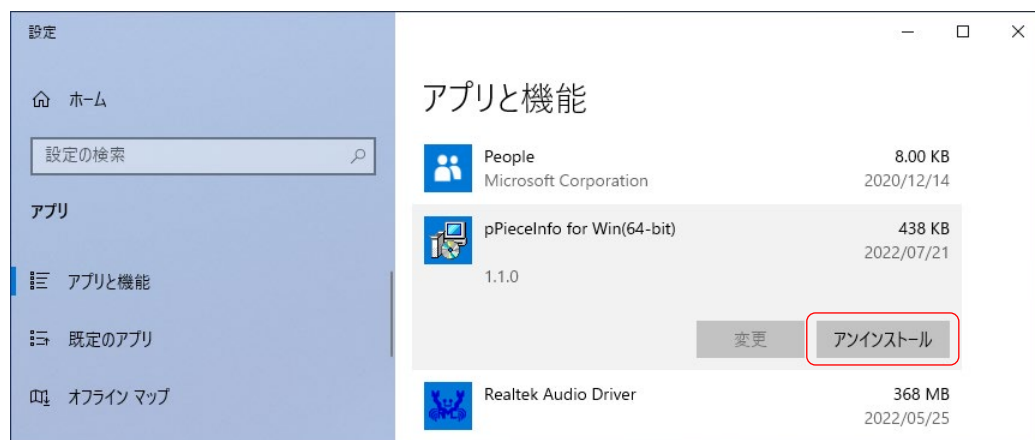 設定
ホーム
設定の検索
アプリ
アプリと機能
既定のアプリ
オフライン マップ
アプリと機能
People
8.00 KB
Microsoft Corporation
2020/12/14
pPieceInfo for Win(64-bit)
438 KB
2022/07/21
1.1.0
変更
アンインストール
Realtek Audio Driver
368 MB
2022/05/25